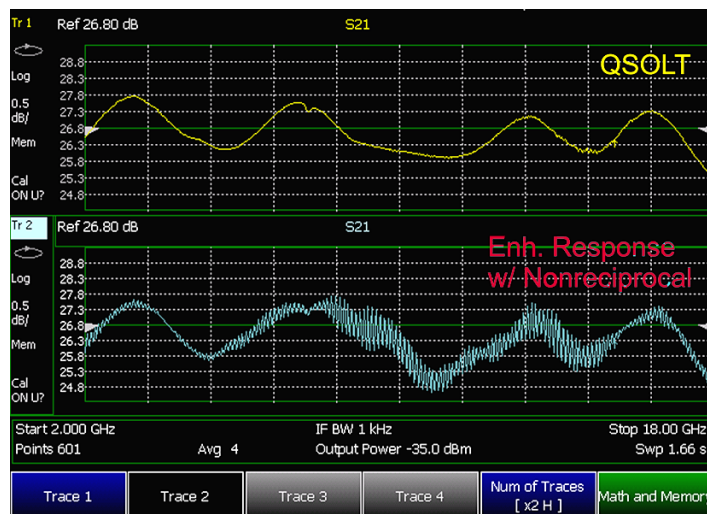 Tr 1 Ref 26.80 dB S21
QSOLT
Log
0.5
dB/
Mem
Cal
ON U?
28.8
28.3
27.8
27.3
26.8
26.3
25.8
25.3
24.8
Tr 2 Ref 26.80 dB S21
Enh. Response
w/ Nonreciprocal
Log
0.5
dB/
Mem
Cal
ON U?
28.8
28.3
27.8
27.3
26.8
26.3
25.8
25.3
24.8
Start 2.000 GHz IF BW 1 kHz Stop 18.00 GHz
Points 601 Avg 4 Output Power -35.0 dBm Swp 1.66 s
Trace 1 Trace 2 Trace 3 Trace 4 Num of Traces
[ x2 H ] Math and Memory